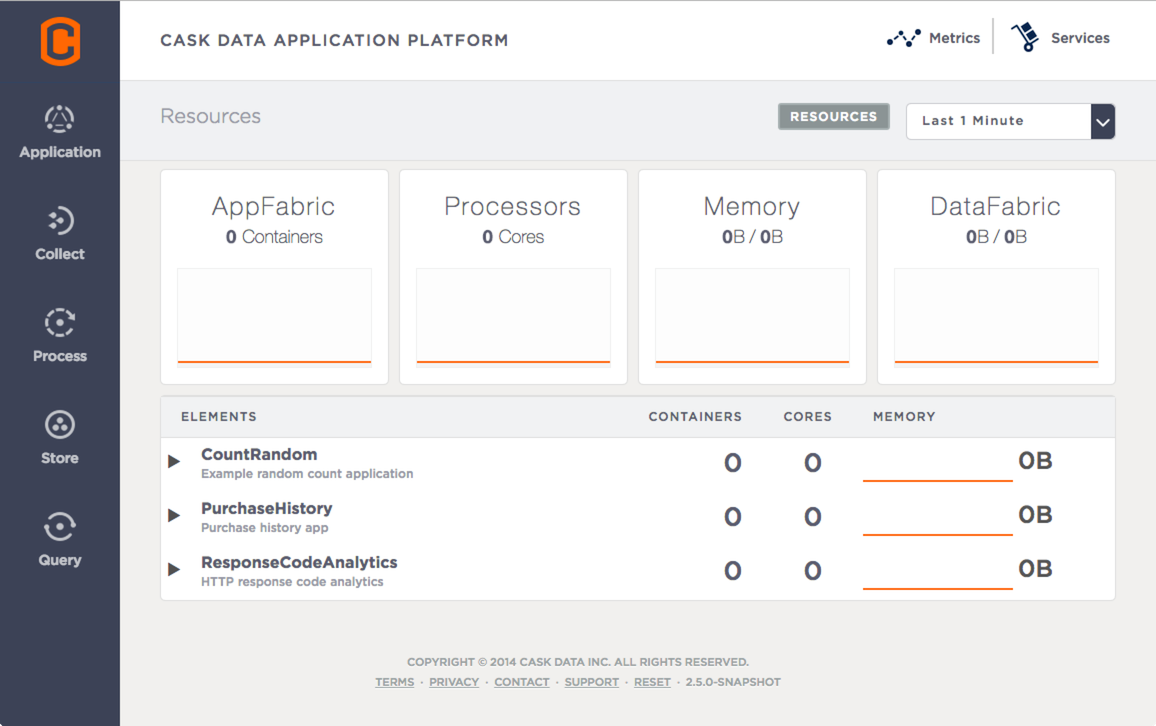 CASK DATA APPLICATION PLATFORM
Metrics
Services
Application
Collect
Process
Store
Query
Resources
RESOURCES
Last 1 Minute
AppFabric
0 Containers
Processors
0 Cores
Memory
0B / 0B
DataFabric
0B / 0B
ELEMENTS CONTAINERS CORES MEMORY
CountRandom
Example random count application
0 0 0B
PurchaseHistory
Purchase history app
0 0 0B
ResponseCodeAnalytics
HTTP response code analytics
0 0 0B
COPYRIGHT © 2014 CASK DATA INC. ALL RIGHTS RESERVED.
TERMS · PRIVACY · CONTACT · SUPPORT · RESET · 2.5.0-SNAPSHOT